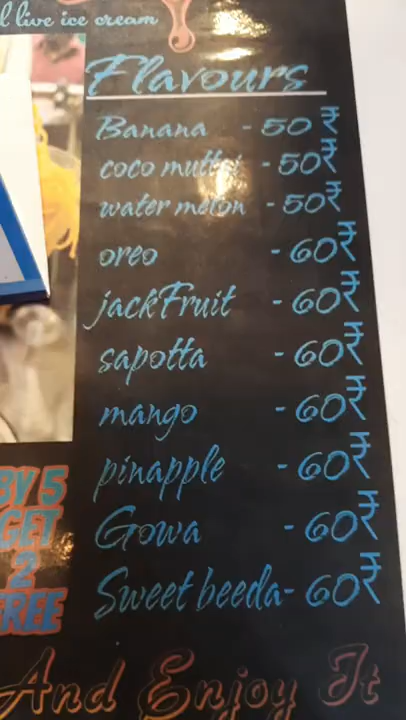 live ice cream
Flavours
Banana - 50₹
coco muttai - 50₹
water melon - 50₹
oreo - 60₹
jackFruit - 60₹
sapotta - 60₹
mango - 60₹
pinapple - 60₹
Gowa - 60₹
Sweet beeda- 60₹
BY 5
GET
2
FREE
And Enjoy It